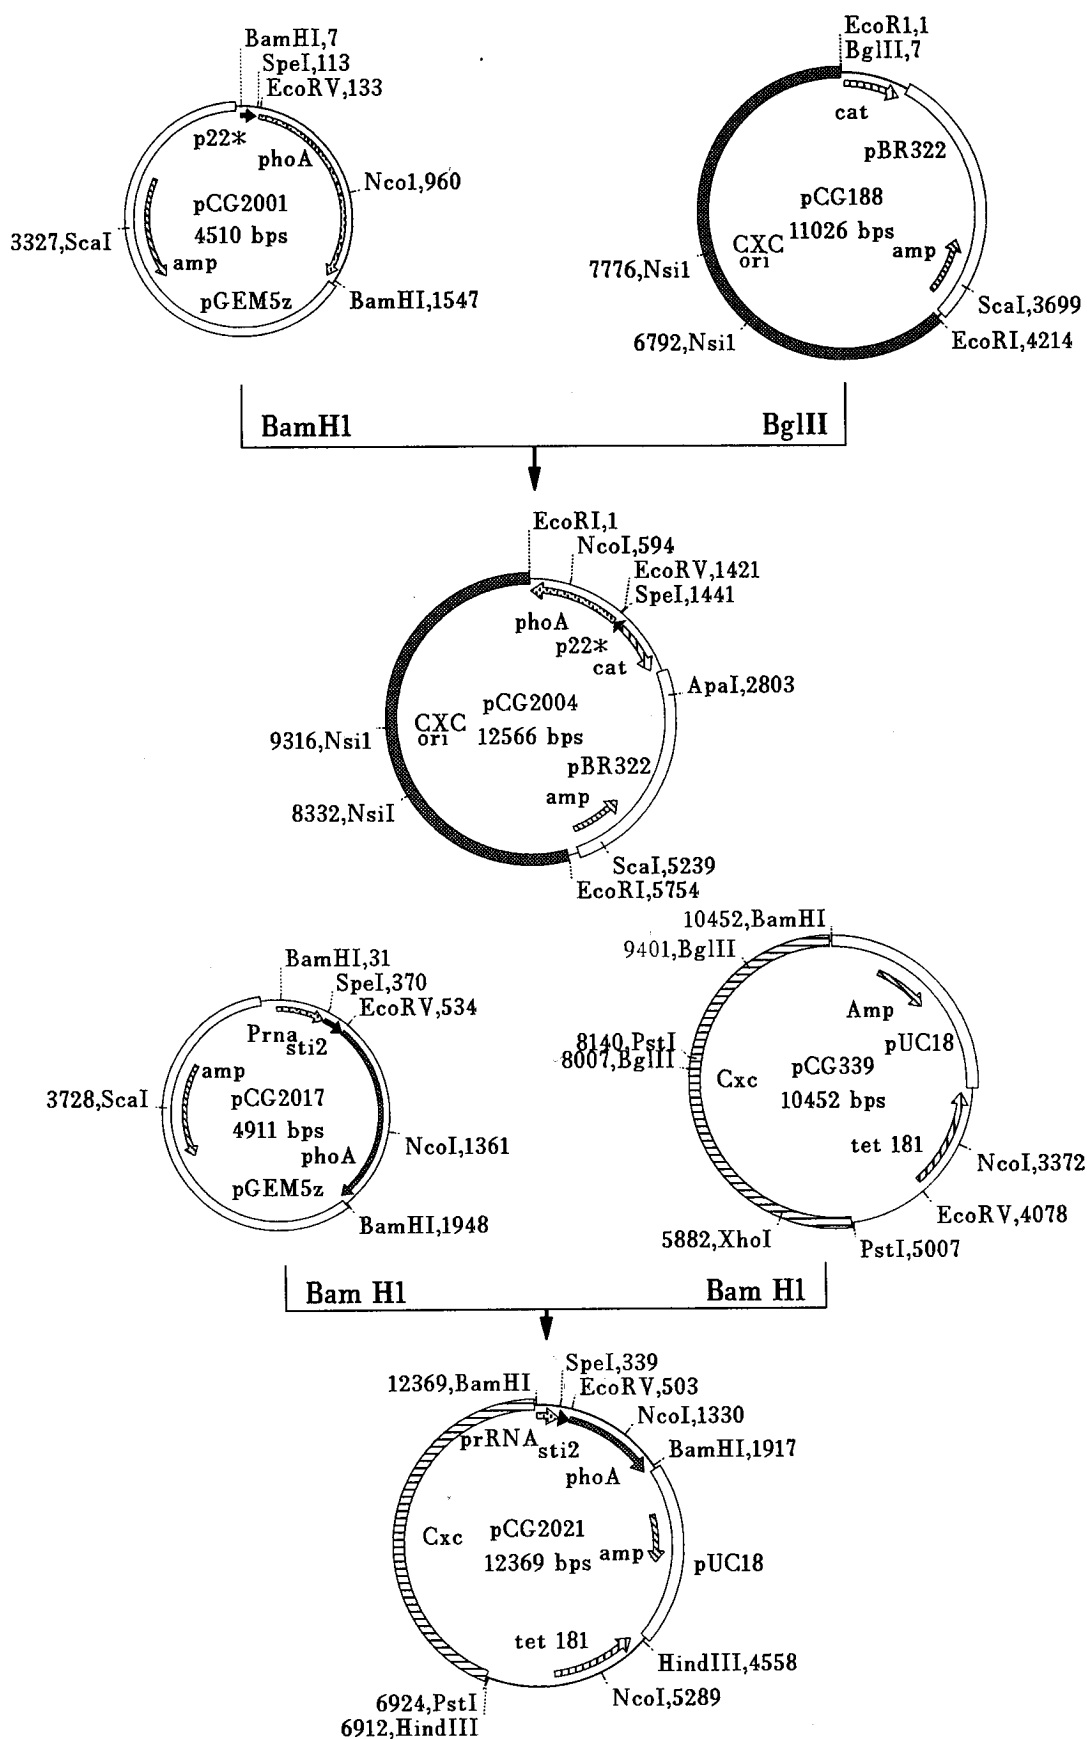 BamHI,7
SpeI,113
EcoRV,133
p22*
phoA
Nco1,960
pCG2001
4510 bps
3327,ScaI
amp
pGEM5z
BamHI,1547
EcoR1,1
BglII,7
cat
pBR322
pCG188
11026 bps
CXC
ori
amp
7776,Nsi1
6792,Nsi1
ScaI,3699
EcoRI,4214
BamH1
BglII
EcoRI,1
NcoI,594
EcoRV,1421
SpeI,1441
phoA
p22*
cat
ApaI,2803
pCG2004
12566 bps
CXC
ori
9316,Nsi1
8332,NsiI
pBR322
amp
ScaI,5239
EcoRI,5754
BamHI,31
SpeI,370
EcoRV,534
Prna
sti2
amp
3728,ScaI
pCG2017
4911 bps
phoA
NcoI,1361
pGEM5z
BamHI,1948
10452,BamHI
9401,BglII
Amp
pUC18
8140,PstI
8007,BglII
Cxc
pCG339
10452 bps
tet 181
NcoI,3372
EcoRV,4078
5882,XhoI
PstI,5007
Bam H1
Bam H1
SpeI,339
12369,BamHI
EcoRV,503
NcoI,1330
prRNA
sti2
BamHI,1917
phoA
Cxc
pCG2021
12369 bps
amp
pUC18
tet 181
HindIII,4558
NcoI,5289
6924,PstI
6912,HindIII